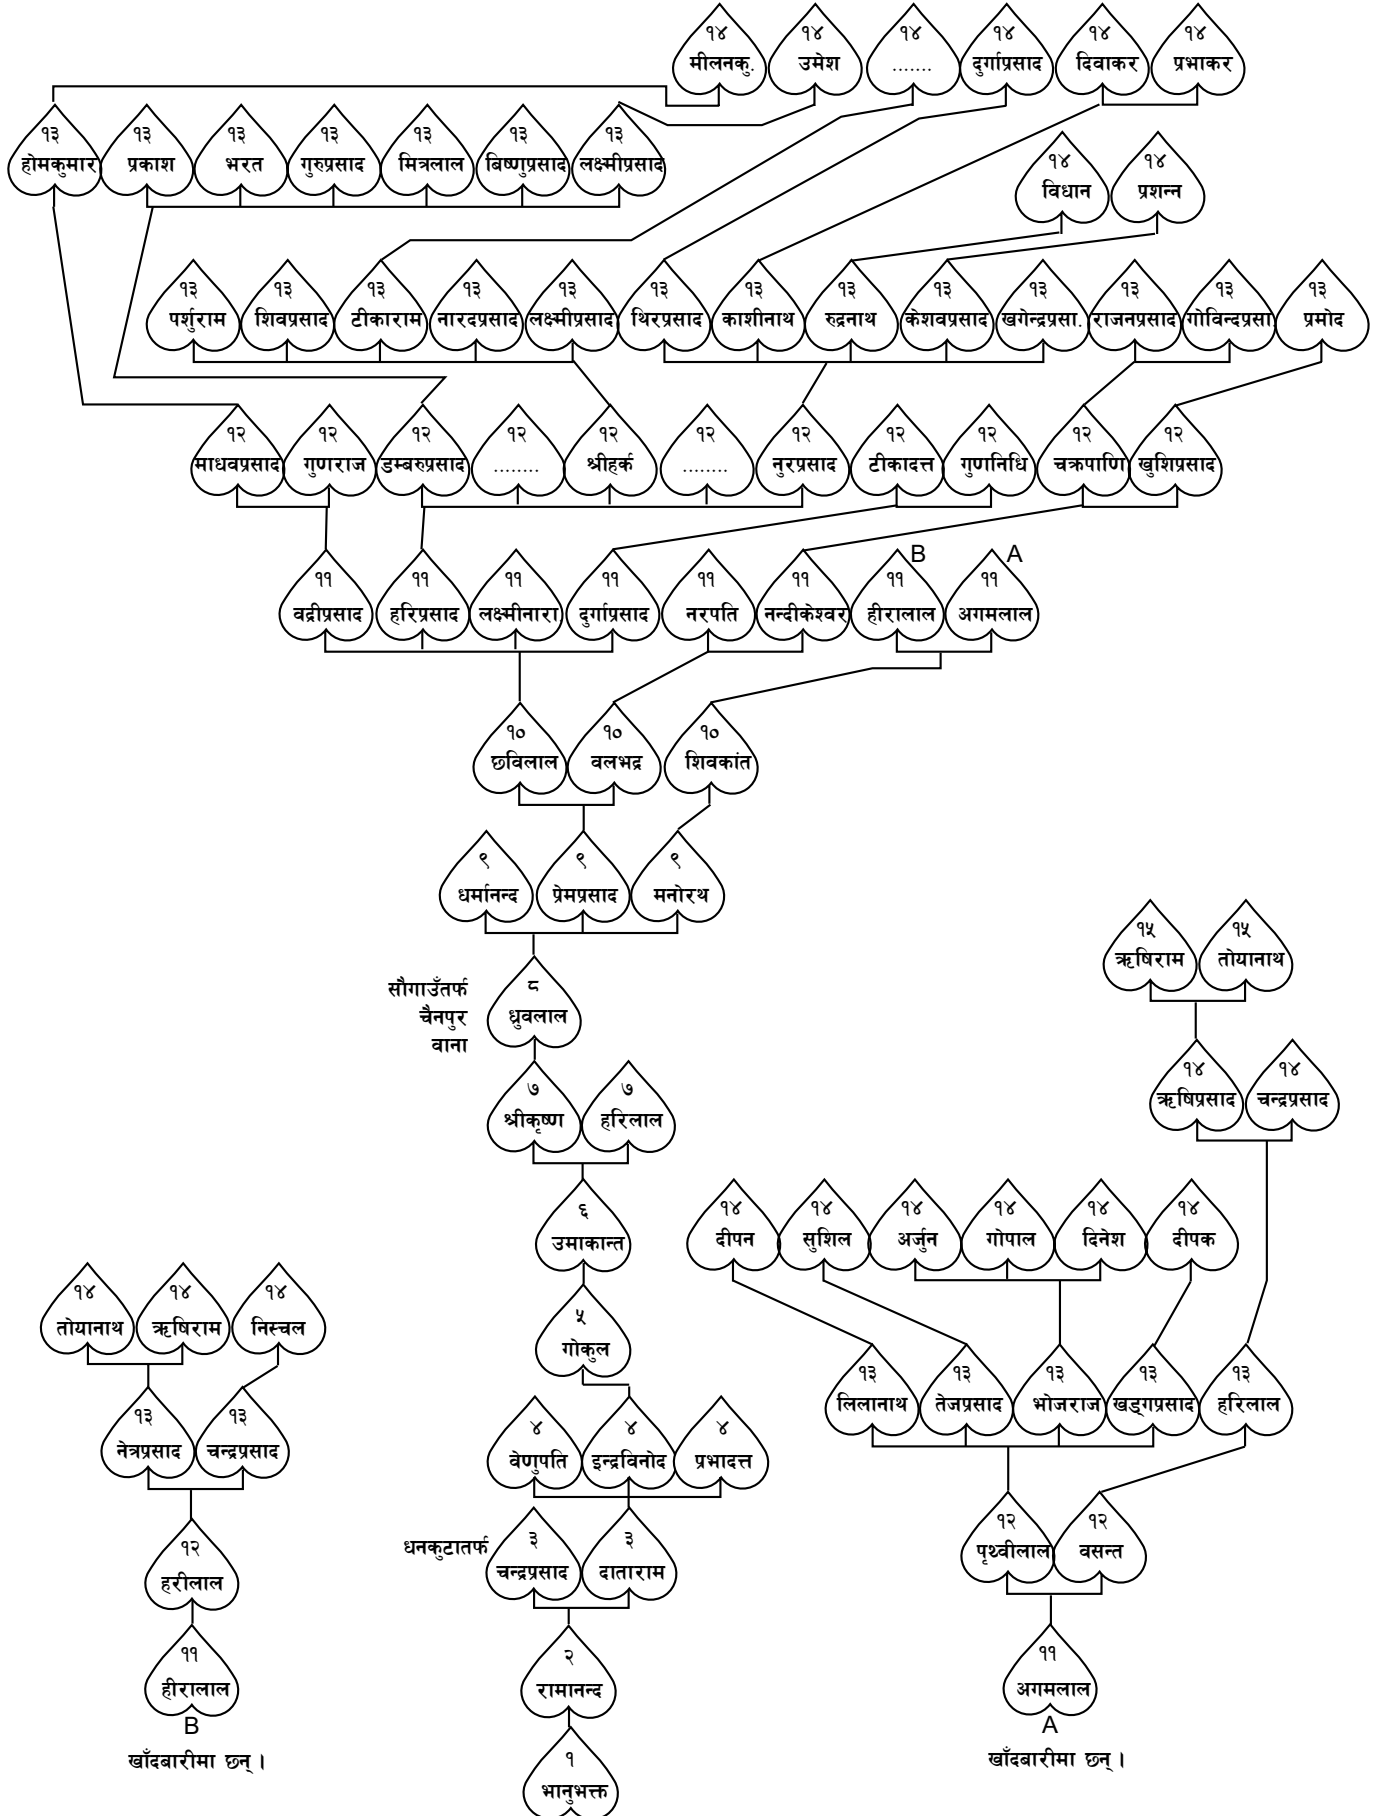 १४ १४ १४ १४ १४ १४
मीलनकु. उमेश ....... दुर्गाप्रसाद दिवाकर प्रभाकर
१३ १३ १३ १३ १३ १३ १३
होमकुमार प्रकाश भरत गुरुप्रसाद मित्रलाल बिष्णुप्रसाद लक्ष्मीप्रसाद
१४ १४
विधान प्रशन्न
१३ १३ १३ १३ १३ १३ १३ १३ १३ १३ १३ १३ १३
पर्शुराम शिवप्रसाद टीकाराम नारदप्रसाद लक्ष्मीप्रसाद थिरप्रसाद काशीनाथ रुद्रनाथ केशवप्रसाद खगेन्द्रप्रसा. राजनप्रसाद गोविन्दप्रसा. प्रमोद
१२ १२ १२ १२ १२ १२ १२ १२ १२ १२ १२
माधवप्रसाद गुणराज डम्बरुप्रसाद ........ श्रीहर्क ........ नुरप्रसाद टीकादत्त गुणनिधि चक्रपाणि खुशिप्रसाद
B A
११ ११ ११ ११ ११ ११ ११ ११
वद्रीप्रसाद हरिप्रसाद लक्ष्मीनारा दुर्गाप्रसाद नरपति नन्दीकेश्वर हीरालाल अगमलाल
१० १० १०
छविलाल वलभद्र शिवकांत
९ ९ ९
धर्मानन्द प्रेमप्रसाद मनोरथ
१५ १५
ऋषिराम तोयानाथ
सौगाउँतर्फ
चैनपुर
वाना
८
ध्रुवलाल
१४ १४
ऋषिप्रसाद चन्द्रप्रसाद
७ ७
श्रीकृष्ण हरिलाल
६
उमाकान्त
१४ १४ १४ १४ १४ १४
दीपन सुशिल अर्जुन गोपाल दिनेश दीपक
१४ १४ १४
तोयानाथ ऋषिराम निस्चल
५
गोकुल
१३ १३ १३ १३ १३
लिलानाथ तेजप्रसाद भोजराज खड्गप्रसाद हरिलाल
१३ १३
नेत्रप्रसाद चन्द्रप्रसाद
४ ४ ४
वेणुपति इन्द्रविनोद प्रभादत्त
धनकुटातर्फ
३ ३
चन्द्रप्रसाद दाताराम
१२ १२
पृथ्वीलाल वसन्त
१२
हरीलाल
२
रामानन्द
११
हीरालाल
B
खाँदबारीमा छन् ।
११
अगमलाल
A
खाँदबारीमा छन् ।
१
भानुभक्त